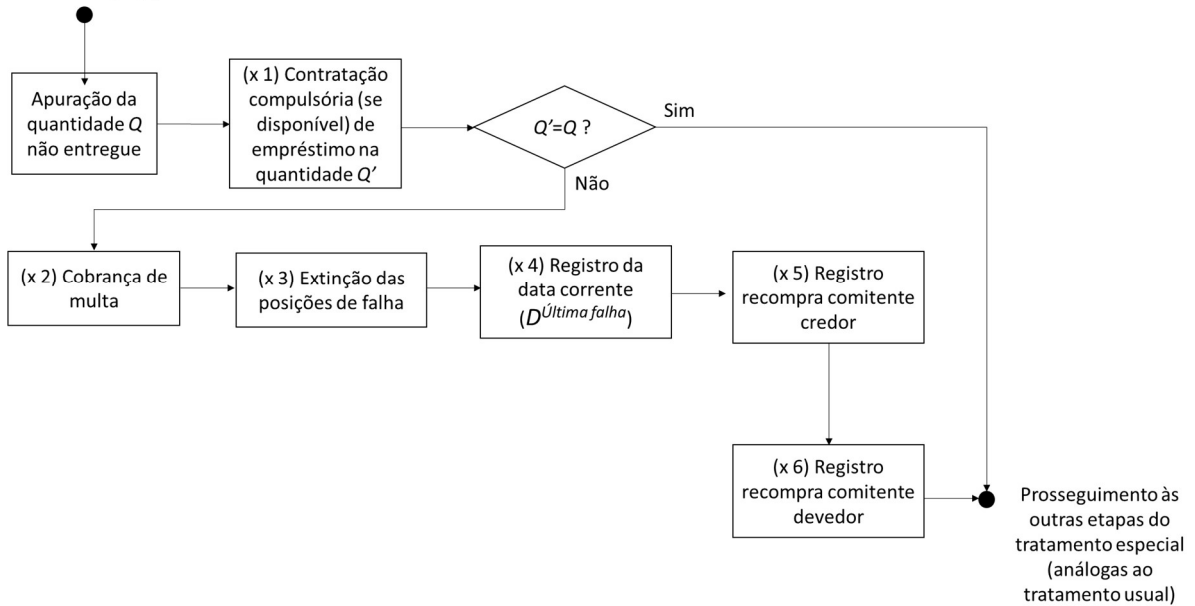 Apuração da
quantidade Q
não entregue
(x 1) Contratação
compulsória (se
disponível) de
empréstimo na
quantidade Q’
Q’=Q ?
Sim
Não
(x 2) Cobrança de
multa
(x 3) Extinção das
posições de falha
(x 4) Registro da
data corrente
(D^Última falha)
(x 5) Registro
recompra comitente
credor
(x 6) Registro
recompra comitente
devedor
Prosseguimento às
outras etapas do
tratamento especial
(análogas ao
tratamento usual)